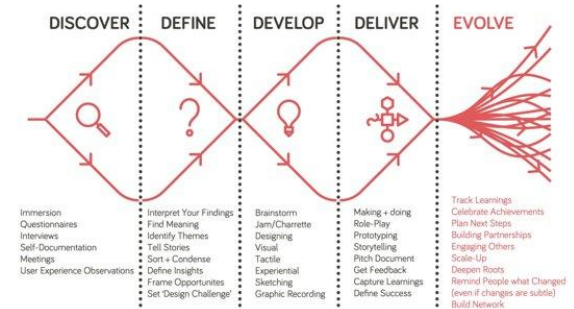 DISCOVER
DEFINE
DEVELOP
DELIVER
EVOLVE
Immersion
Questionnaires
Interviews
Self-Documentation
Meetings
User Experience Observations
Interpret Your Findings
Find Meaning
Identify Themes
Tell Stories
Sort + Condense
Define Insights
Frame Opportunites
Set 'Design Challenge'
Brainstorm
Jam/Charrette
Designing
Visual
Tactile
Experiential
Sketching
Graphic Recording
Making + doing
Role-Play
Prototyping
Storytelling
Pitch Document
Get Feedback
Capture Learnings
Define Success
Track Learnings
Celebrate Achievements
Plan Next Steps
Building Partnerships
Engaging Others
Scale-Up
Deepen Roots
Remind People what Changed
(even if changes are subtle)
Build Network